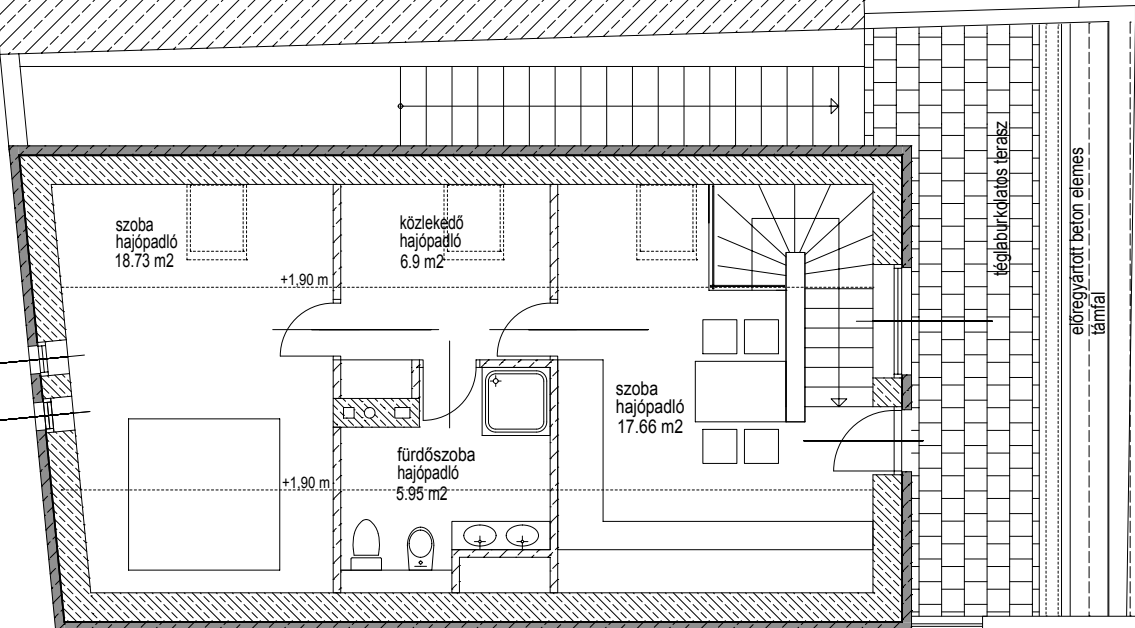 szoba
hajópadló
18.73 m2
közlekedő
hajópadló
6.9 m2
+1,90 m
szoba
hajópadló
17.66 m2
fürdőszoba
hajópadló
5.95 m2
+1,90 m
téglaburkolatos terasz
előregyártott beton elemes
támfal